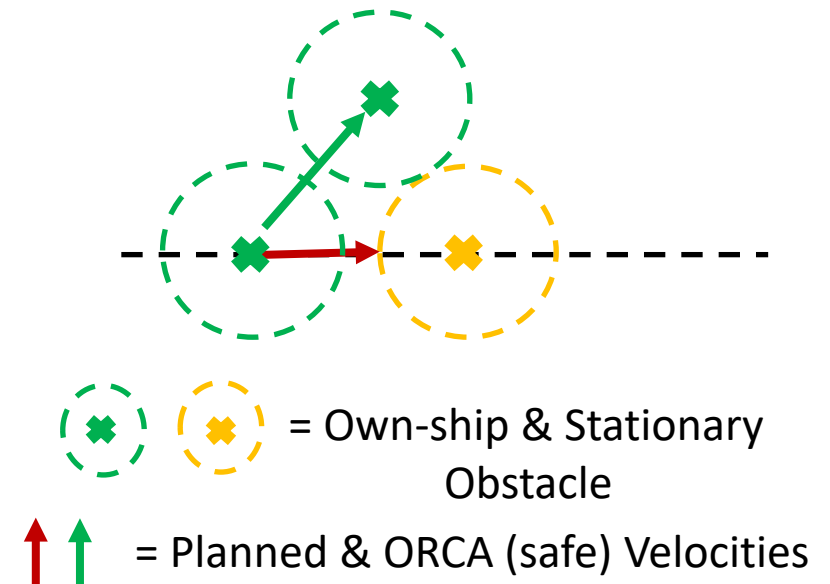 = Own-ship & Stationary
Obstacle
= Planned & ORCA (safe) Velocities